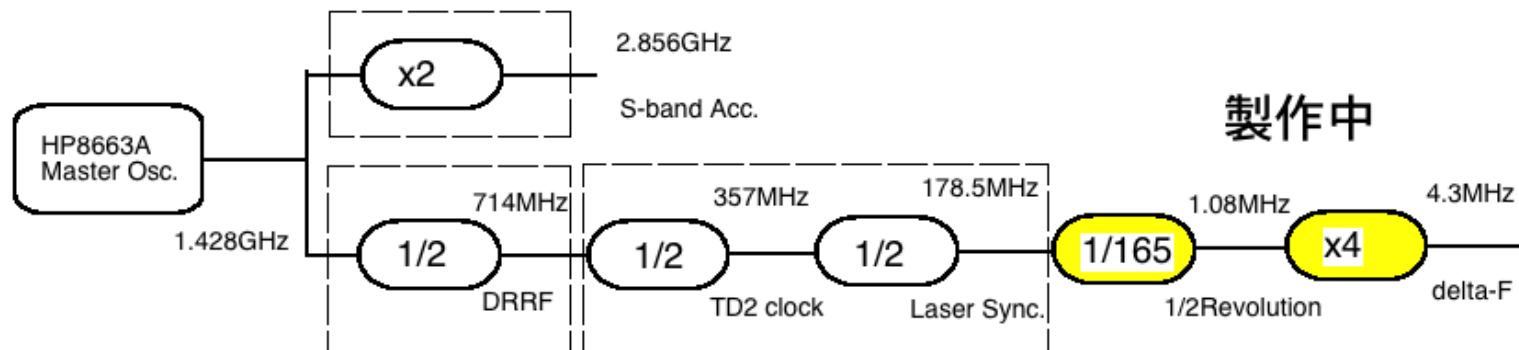 2.856GHz
x2
S-band Acc.
製作中
HP8663A
Master Osc.
714MHz
357MHz
178.5MHz
1.08MHz
4.3MHz
1.428GHz
1/2
1/2
1/2
1/165
x4
DRRF
TD2 clock
Laser Sync.
1/2Revolution
delta-F